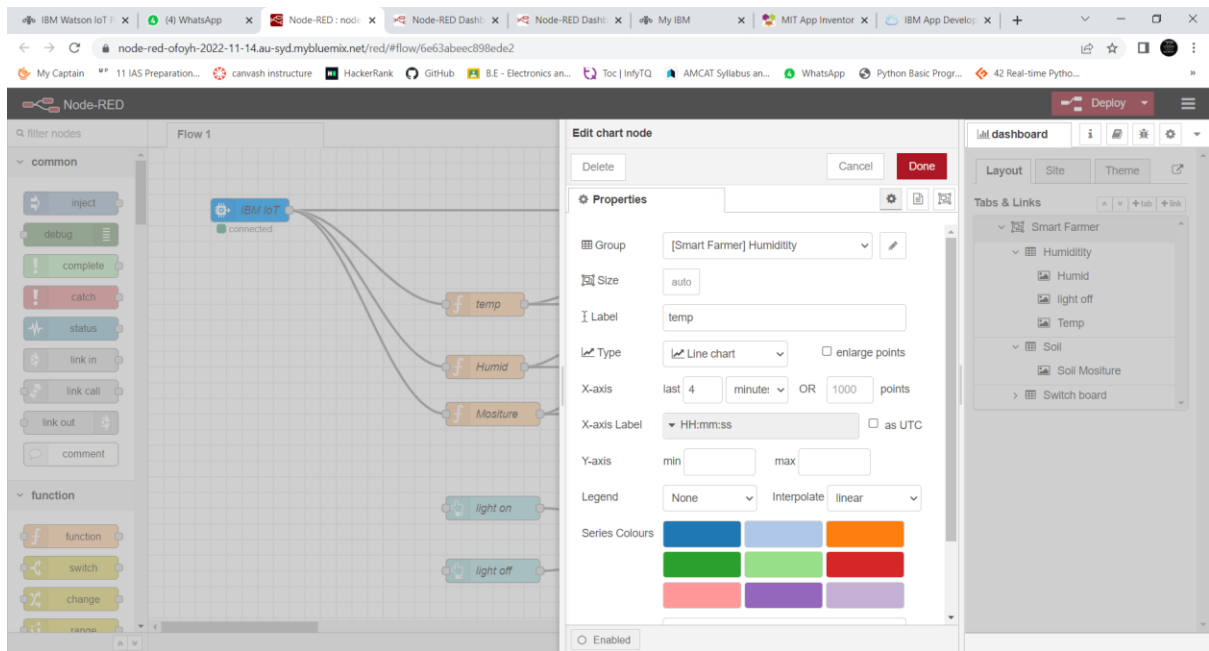 IBM Watson IoT P
(4) WhatsApp
Node-RED : node
Node-RED Dashb
Node-RED Dashb
My IBM
MIT App Inventor
IBM App Develop
node-red-ofoyh-2022-11-14.au-syd.mybluemix.net/red/#flow/6e63abeec898ede2
My Captain
11 IAS Preparation...
canvash instructure
HackerRank
GitHub
B.E - Electronics an...
Toc | InfyTQ
AMCAT Syllabus an...
WhatsApp
Python Basic Progr...
42 Real-time Pytho...
Node-RED
Deploy
filter nodes
Flow 1
common
inject
debug
complete
catch
status
link in
link call
link out
comment
function
function
switch
change
range
IBM IoT
connected
temp
Humid
Mositure
light on
light off
Edit chart node
Delete
Cancel
Done
Properties
Group
[Smart Farmer] Humiditity
Size
auto
Label
temp
Type
Line chart
enlarge points
X-axis
last 4 minutes OR 1000 points
X-axis Label
HH:mm:ss
as UTC
Y-axis
min
max
Legend
None
Interpolate
linear
Series Colours
Enabled
dashboard
Layout
Site
Theme
Tabs & Links
+tab
+link
Smart Farmer
Humiditity
Humid
light off
Temp
Soil
Soil Mositure
Switch board